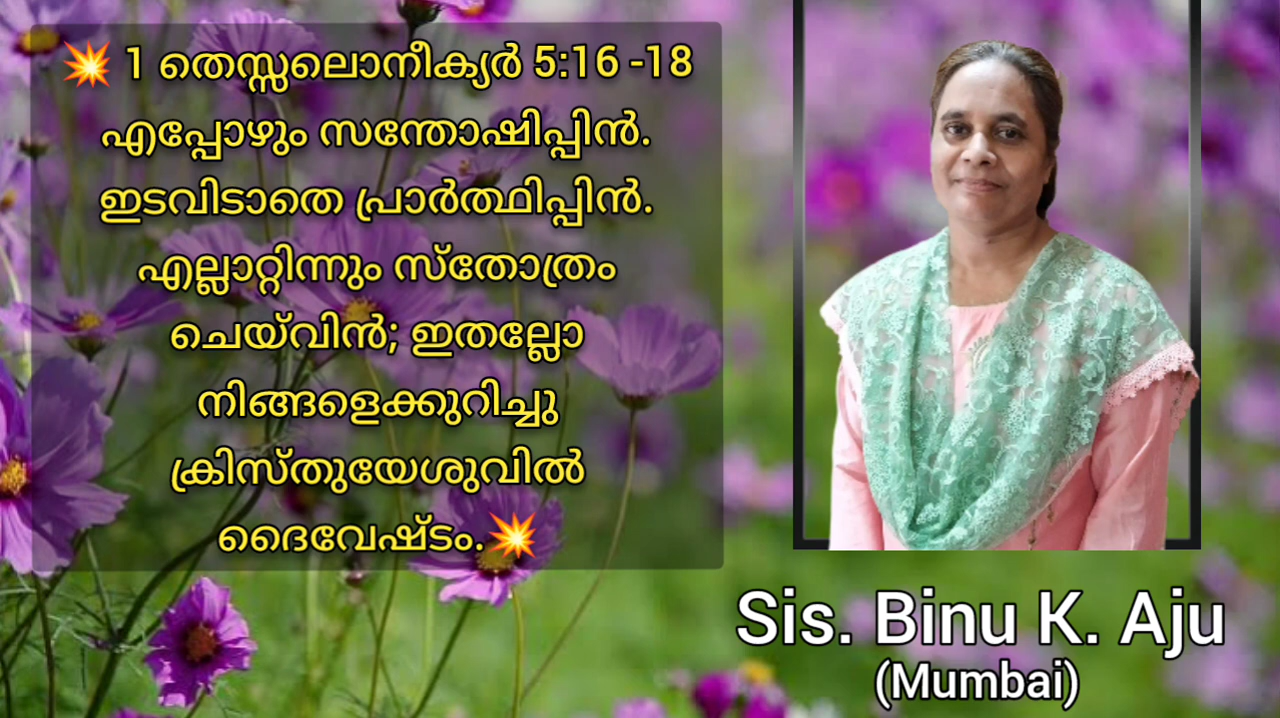 💥 1 തെസ്സലൊനീക്യർ 5:16 -18
എപ്പോഴും സന്തോഷിപ്പിൻ.
ഇടവിടാതെ പ്രാർത്ഥിപ്പിൻ.
എല്ലാറ്റിന്നും സ്തോത്രം
ചെയ്‌വിൻ; ഇതല്ലോ
നിങ്ങളെക്കുറിച്ചു
ക്രിസ്തുയേശുവിൽ
ദൈവേഷ്ടം.💥
Sis. Binu K. Aju
(Mumbai)